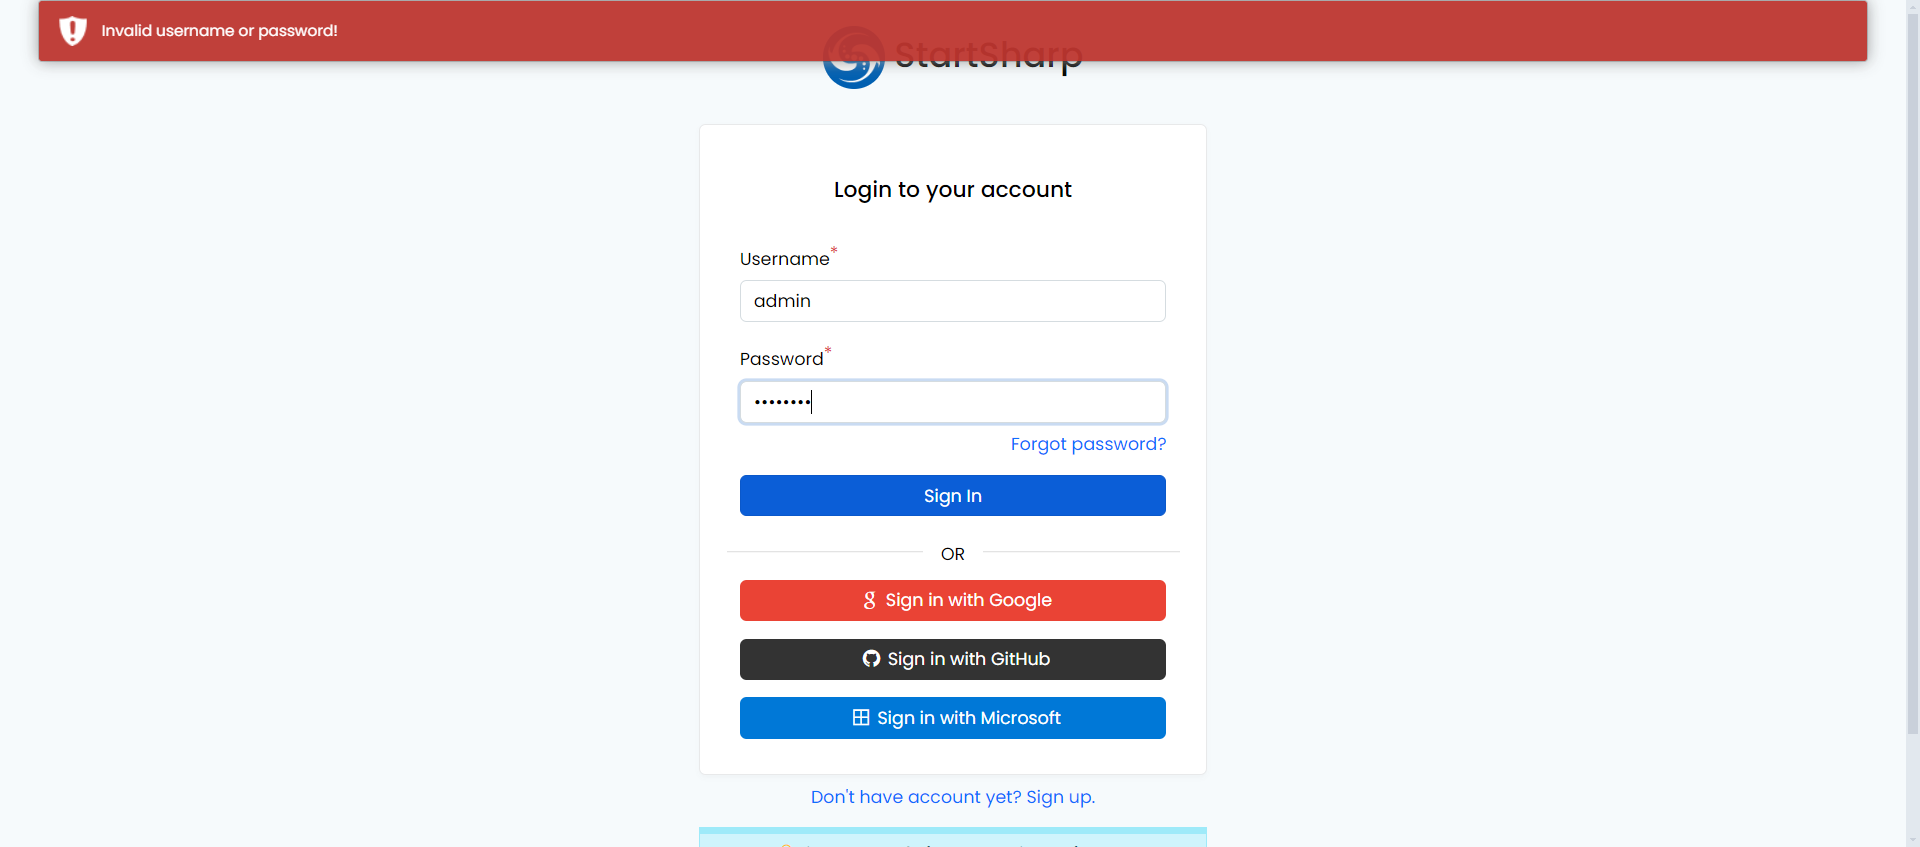 Invalid username or password!
StartSharp
Login to your account
Username*
admin
Password*
••••••••
Forgot password?
Sign In
OR
Sign in with Google
Sign in with GitHub
Sign in with Microsoft
Don't have account yet? Sign up.